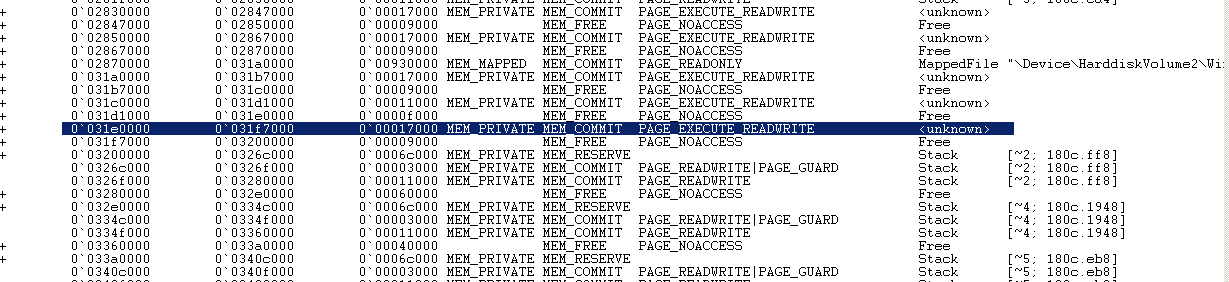 + 0`02830000 0`02847000 0`00017000 MEM_PRIVATE MEM_COMMIT PAGE_EXECUTE_READWRITE <unknown>
+ 0`02847000 0`02850000 0`00009000 MEM_FREE PAGE_NOACCESS Free
+ 0`02850000 0`02867000 0`00017000 MEM_PRIVATE MEM_COMMIT PAGE_EXECUTE_READWRITE <unknown>
+ 0`02867000 0`02870000 0`00009000 MEM_FREE PAGE_NOACCESS Free
+ 0`02870000 0`031a0000 0`00930000 MEM_MAPPED MEM_COMMIT PAGE_READONLY MappedFile "\Device\HarddiskVolume2\Wi
+ 0`031a0000 0`031b7000 0`00017000 MEM_PRIVATE MEM_COMMIT PAGE_EXECUTE_READWRITE <unknown>
+ 0`031b7000 0`031c0000 0`00009000 MEM_FREE PAGE_NOACCESS Free
+ 0`031c0000 0`031d1000 0`00011000 MEM_PRIVATE MEM_COMMIT PAGE_EXECUTE_READWRITE <unknown>
+ 0`031d1000 0`031e0000 0`0000f000 MEM_FREE PAGE_NOACCESS Free
+ 0`031e0000 0`031f7000 0`00017000 MEM_PRIVATE MEM_COMMIT PAGE_EXECUTE_READWRITE <unknown>
+ 0`031f7000 0`03200000 0`00009000 MEM_FREE PAGE_NOACCESS Free
+ 0`03200000 0`0326c000 0`0006c000 MEM_PRIVATE MEM_RESERVE Stack [~2; 180c.ff8]
0`0326c000 0`0326f000 0`00003000 MEM_PRIVATE MEM_COMMIT PAGE_READWRITE|PAGE_GUARD Stack [~2; 180c.ff8]
0`0326f000 0`03280000 0`00011000 MEM_PRIVATE MEM_COMMIT PAGE_READWRITE Stack [~2; 180c.ff8]
+ 0`03280000 0`032e0000 0`00060000 MEM_FREE PAGE_NOACCESS Free
+ 0`032e0000 0`0334c000 0`0006c000 MEM_PRIVATE MEM_RESERVE Stack [~4; 180c.1948]
0`0334c000 0`0334f000 0`00003000 MEM_PRIVATE MEM_COMMIT PAGE_READWRITE|PAGE_GUARD Stack [~4; 180c.1948]
0`0334f000 0`03360000 0`00011000 MEM_PRIVATE MEM_COMMIT PAGE_READWRITE Stack [~4; 180c.1948]
+ 0`03360000 0`033a0000 0`00040000 MEM_FREE PAGE_NOACCESS Free
+ 0`033a0000 0`0340c000 0`0006c000 MEM_PRIVATE MEM_RESERVE Stack [~5; 180c.eb8]
0`0340c000 0`0340f000 0`00003000 MEM_PRIVATE MEM_COMMIT PAGE_READWRITE|PAGE_GUARD Stack [~5; 180c.eb8]